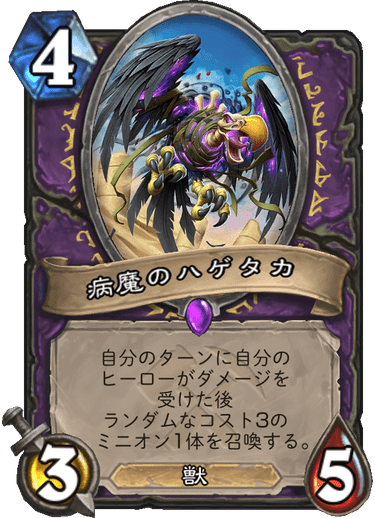 4
病魔のハゲタカ
自分のターンに自分の
ヒーローがダメージを
受けた後
ランダムなコスト3の
ミニオン1体を召喚する。
3
獣
5